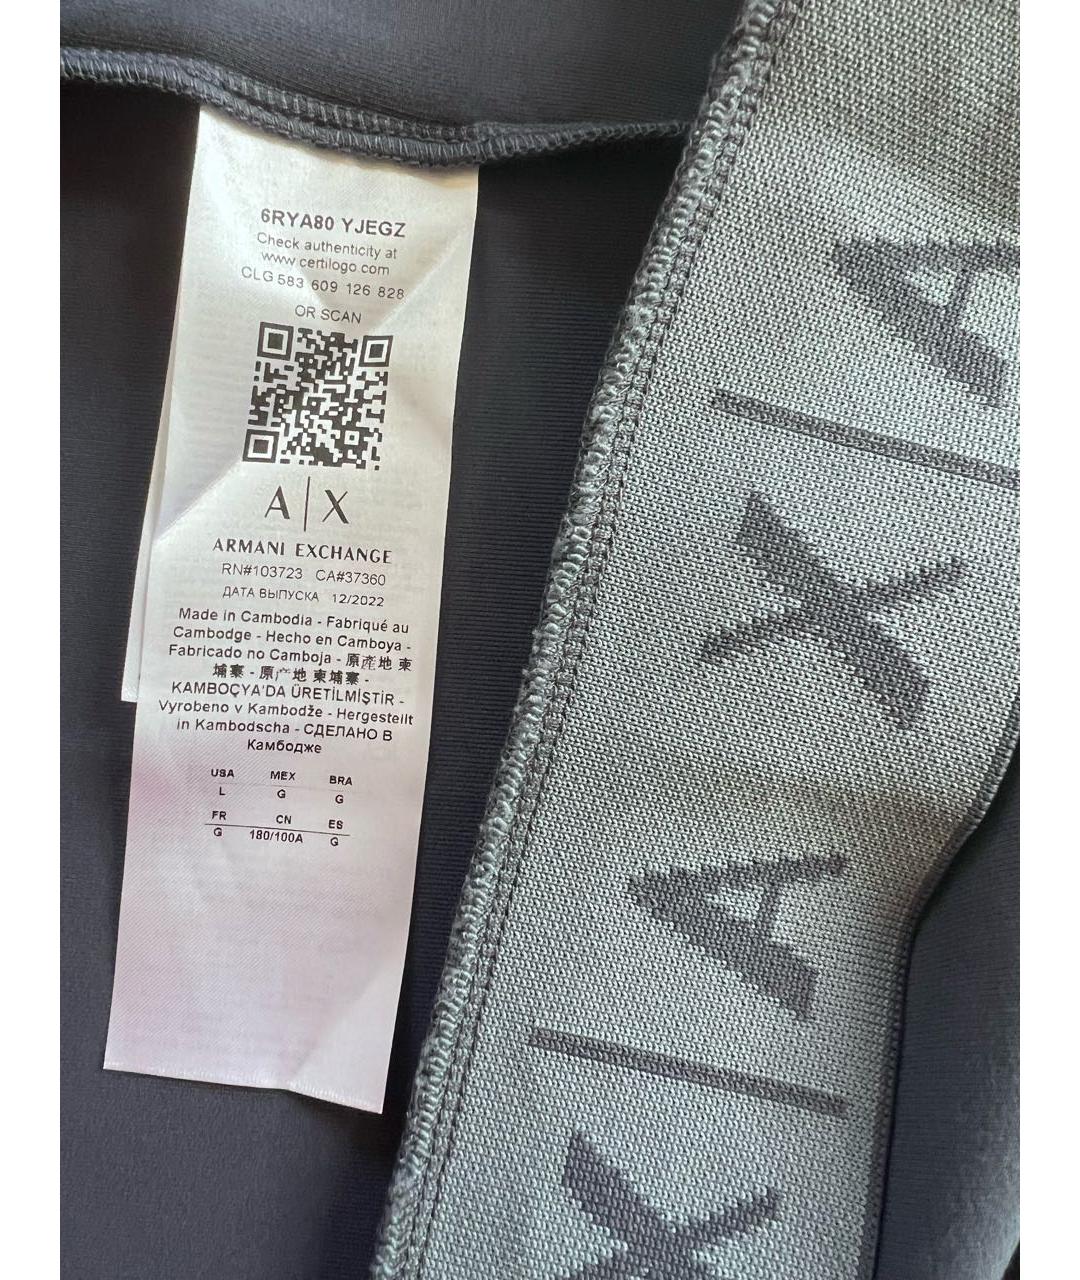 6RYA80 YJEGZ
Check authenticity at
www.certilogo.com
CLG 583 609 126 828
OR SCAN
A|X
ARMANI EXCHANGE
RN#103723 CA#37360
ДАТА ВЫПУСКА 12/2022
Made in Cambodia - Fabriqué au
Cambodge - Hecho en Camboya -
Fabricado no Camboja - 原産地 柬
埔寨 - 原产地 柬埔寨 -
KAMBOÇYA'DA ÜRETİLMİŞTİR -
Vyrobeno v Kambodže - Hergestellt
in Kambodscha - СДЕЛАНО В
Камбодже
USA MEX BRA
L G G
FR CN ES
G 180/100A G
A|X
A|X